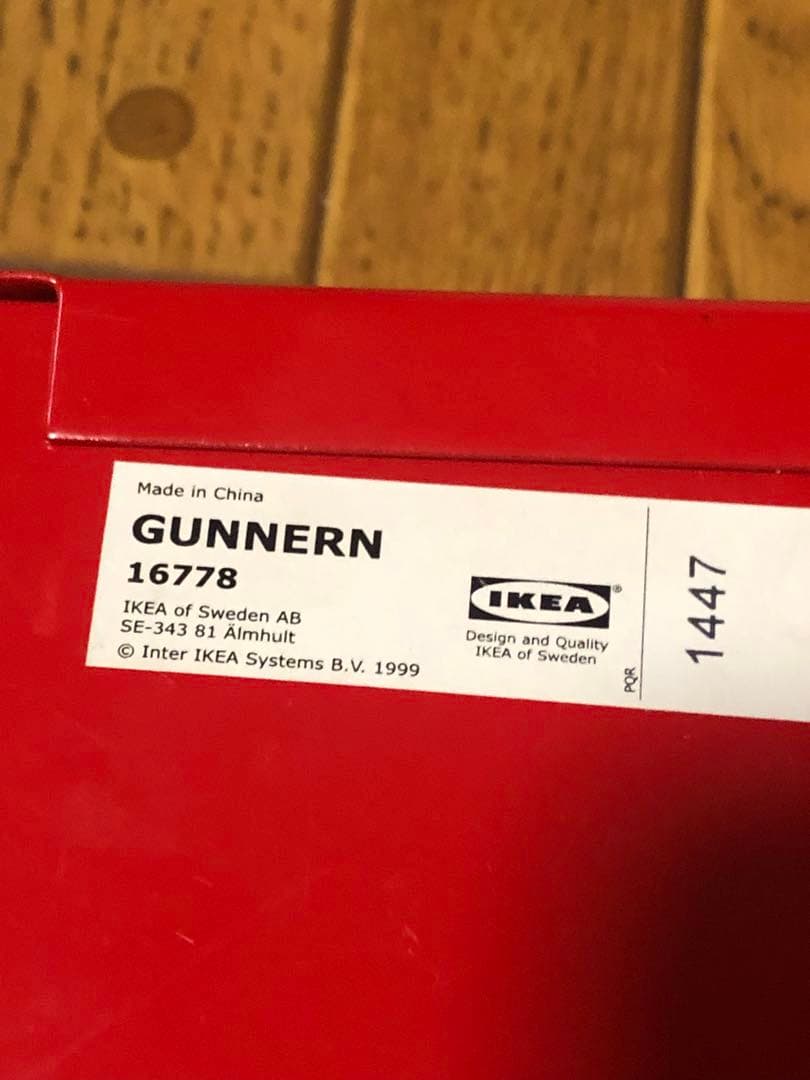 Made in China
GUNNERN
16778
IKEA of Sweden AB
SE-343 81 Älmhult
© Inter IKEA Systems B.V. 1999
IKEA®
Design and Quality
IKEA of Sweden
PQR
1447